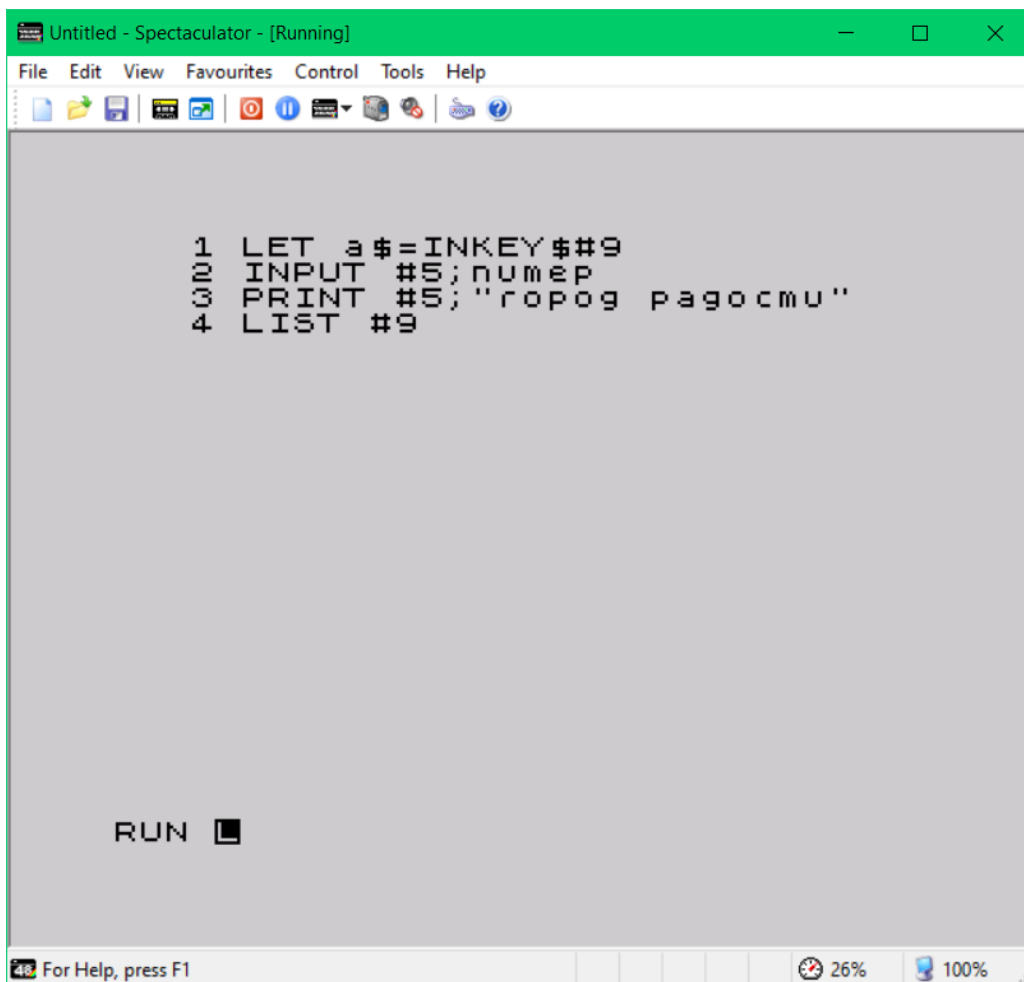 Untitled - Spectaculator - [Running]
File Edit View Favourites Control Tools Help
1 LET a$=INKEY$#9
2 INPUT #5;numep
3 PRINT #5;"ropog pagocmu"
4 LIST #9
RUN L
48 For Help, press F1 26% 100%